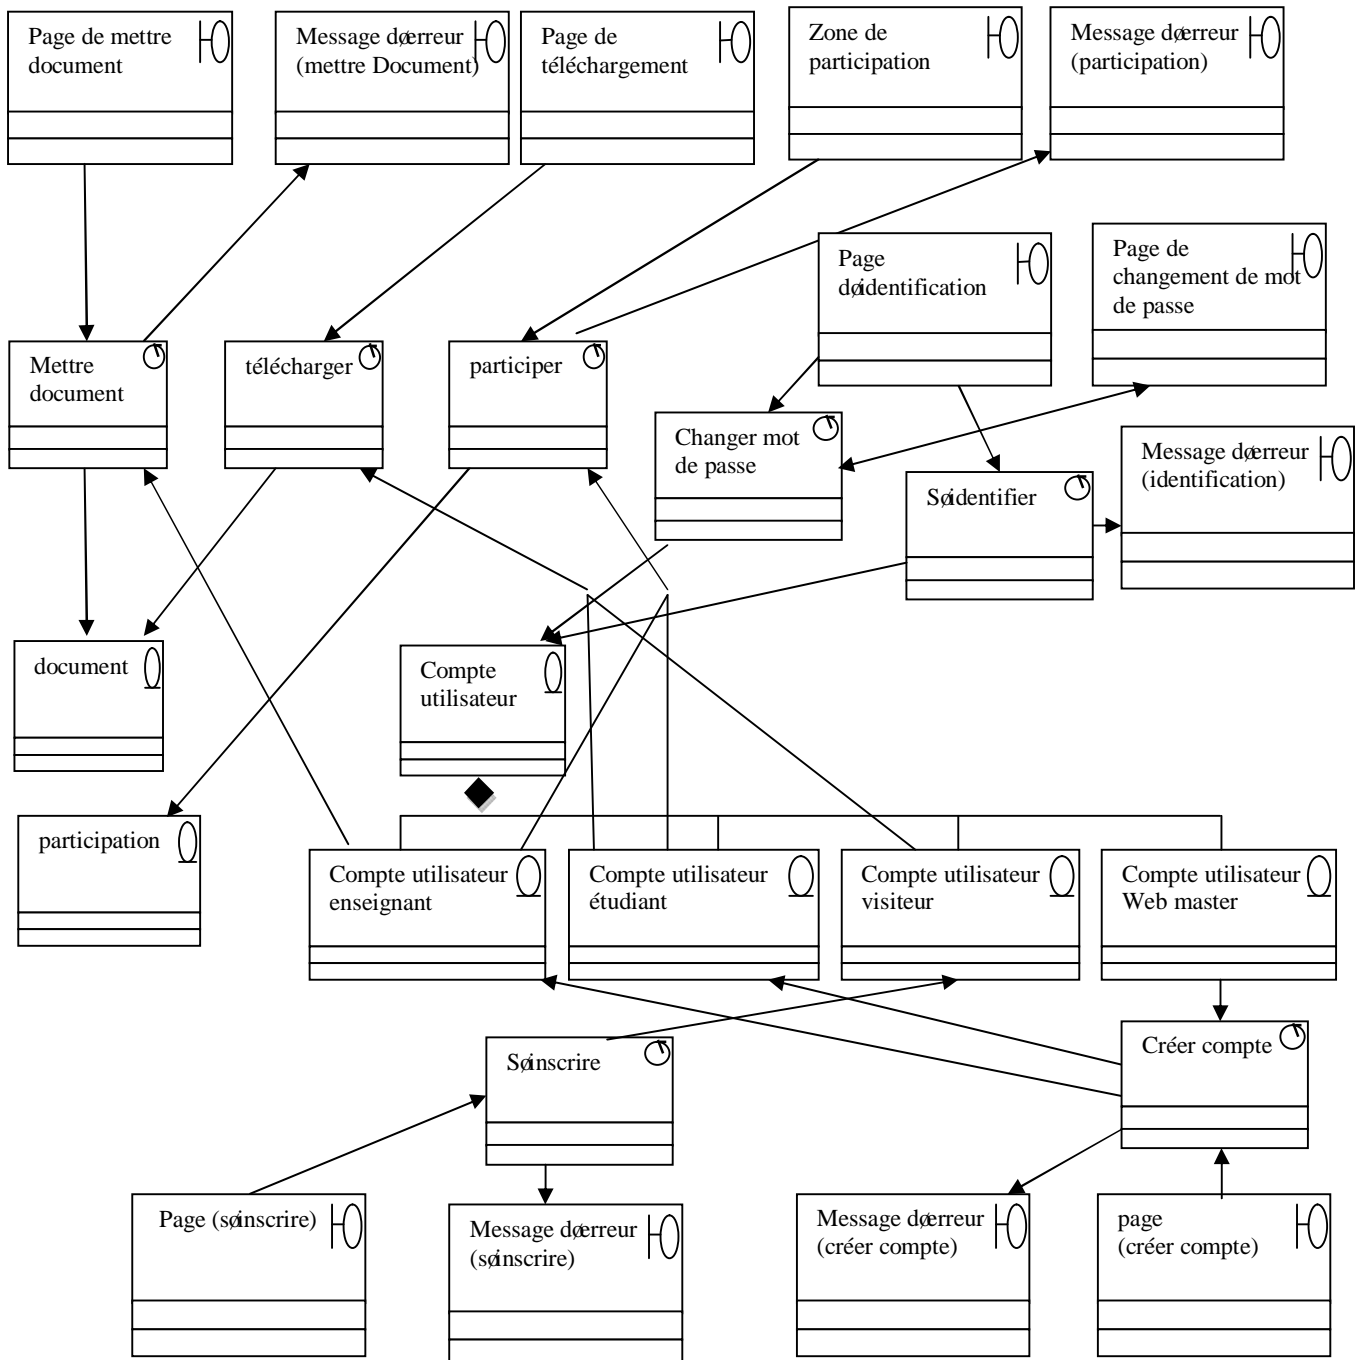 Page de mettre
document
Message døerreur
(mettre Document)
Page de
téléchargement
Zone de
participation
Message døerreur
(participation)
Page
døidentification
Page de
changement de mot
de passe
Mettre
document
télécharger
participer
Changer mot
de passe
Søidentifier
Message døerreur
(identification)
document
Compte
utilisateur
participation
Compte utilisateur
enseignant
Compte utilisateur
étudiant
Compte utilisateur
visiteur
Compte utilisateur
Web master
Søinscrire
Créer compte
Page (søinscrire)
Message døerreur
(søinscrire)
Message døerreur
(créer compte)
page
(créer compte)